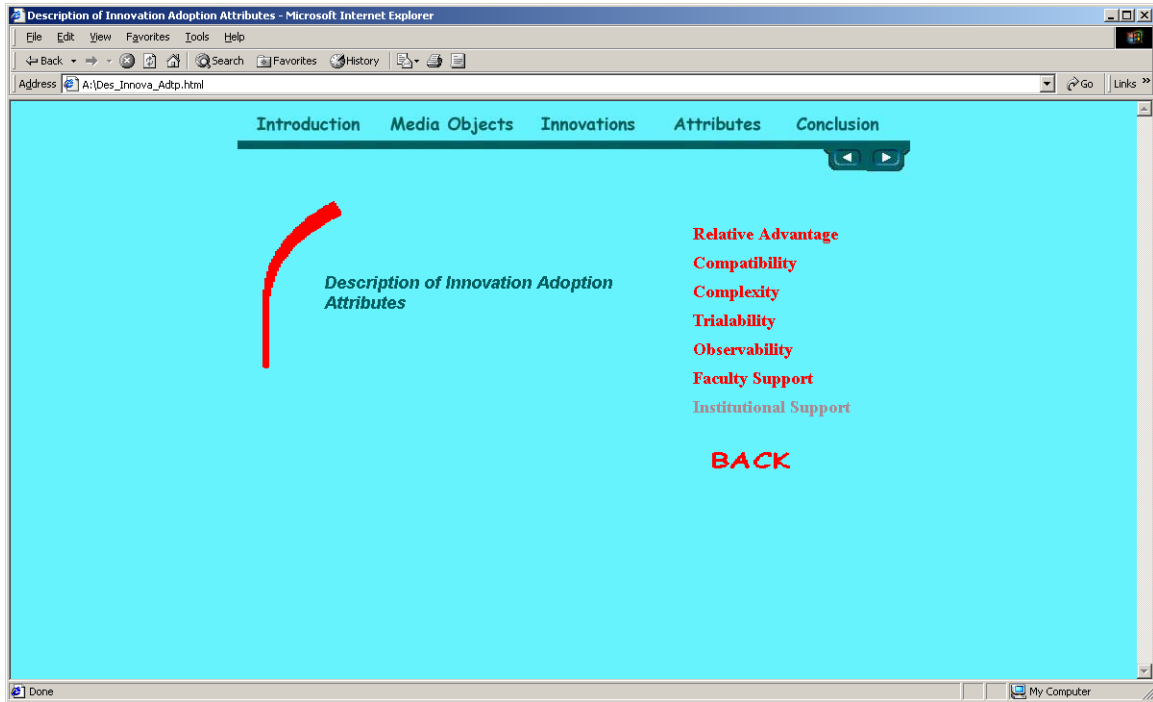 Description of Innovation Adoption Attributes - Microsoft Internet Explorer
File Edit View Favorites Tools Help
Back Search Favorites History
Address A:\Des_Innova_Adtp.html Go Links »
Introduction Media Objects Innovations Attributes Conclusion
Description of Innovation Adoption
Attributes
Relative Advantage
Compatibility
Complexity
Trialability
Observability
Faculty Support
Institutional Support
BACK
Done My Computer